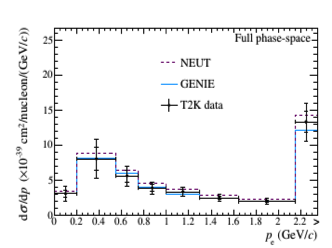 Full phase-space
NEUT
GENIE
T2K data
dσ/dp_e (×10⁻³⁹ cm²/nucleon/(GeV/c))
25
20
15
10
5
0
0 0.2 0.4 0.6 0.8 1 1.2 1.4 1.6 1.8 2 2.2 >
p_e (GeV/c)